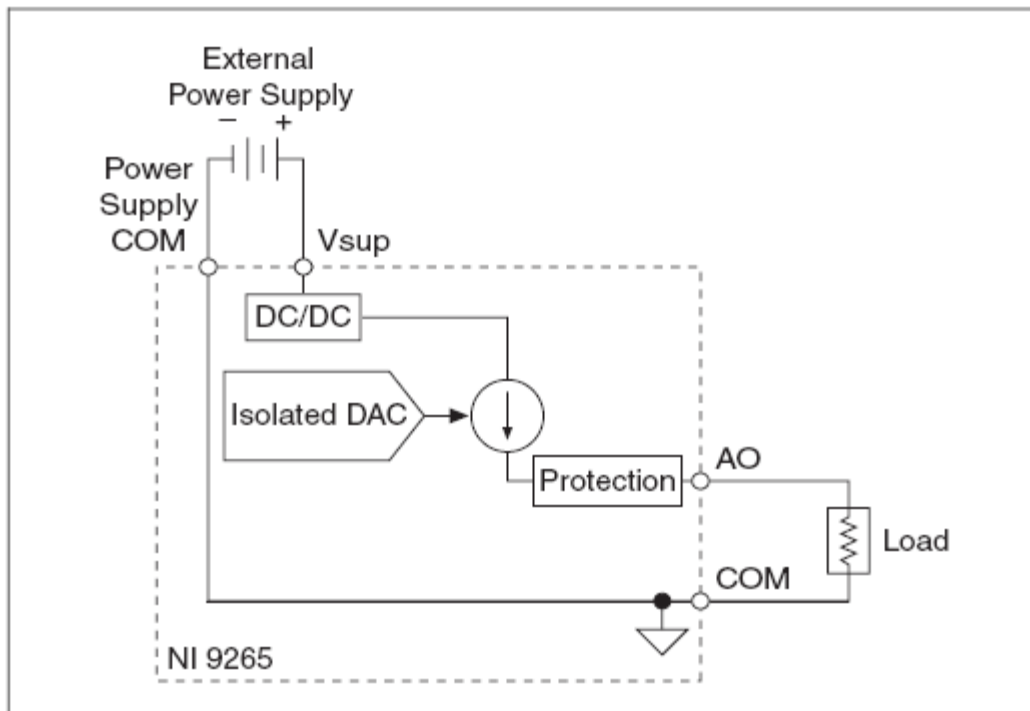 External
Power Supply
− +
Power
Supply
COM
Vsup
DC/DC
Isolated DAC
Protection
AO
Load
COM
NI 9265